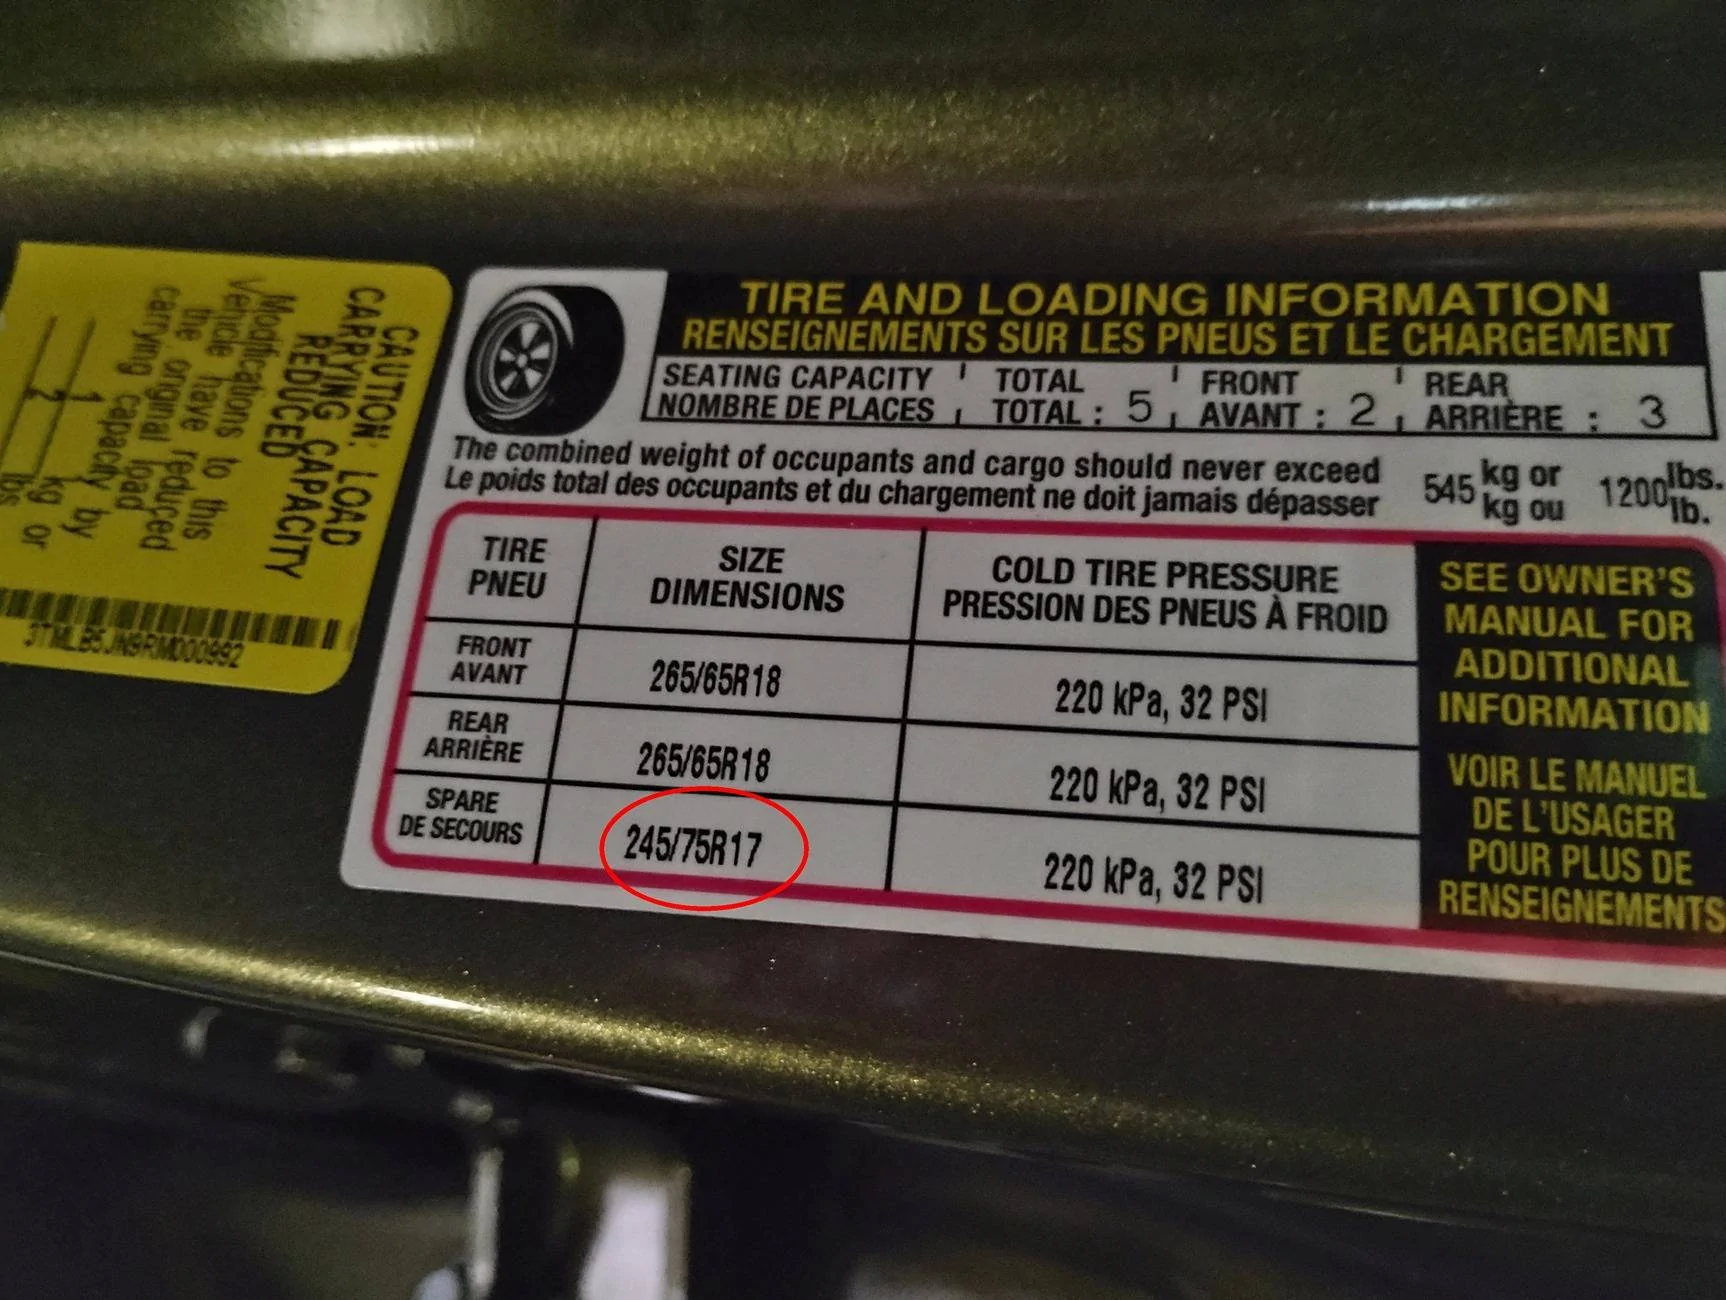 CAUTION: LOAD
CARRYING CAPACITY
REDUCED
Modifications to this
vehicle have reduced
the original load
carrying capacity by
1 kg or
2 lbs
3TMLB5JN9RM000992
TIRE AND LOADING INFORMATION
RENSEIGNEMENTS SUR LES PNEUS ET LE CHARGEMENT
SEATING CAPACITY TOTAL FRONT REAR
NOMBRE DE PLACES TOTAL : 5 AVANT : 2 ARRIÈRE : 3
The combined weight of occupants and cargo should never exceed 545 kg or 1200 lbs.
Le poids total des occupants et du chargement ne doit jamais dépasser kg ou lb.
TIRE SIZE COLD TIRE PRESSURE
PNEU DIMENSIONS PRESSION DES PNEUS À FROID
FRONT
AVANT 265/65R18 220 kPa, 32 PSI
REAR
ARRIÈRE 265/65R18 220 kPa, 32 PSI
SPARE
DE SECOURS 245/75R17 220 kPa, 32 PSI
SEE OWNER'S
MANUAL FOR
ADDITIONAL
INFORMATION
VOIR LE MANUEL
DE L'USAGER
POUR PLUS DE
RENSEIGNEMENTS